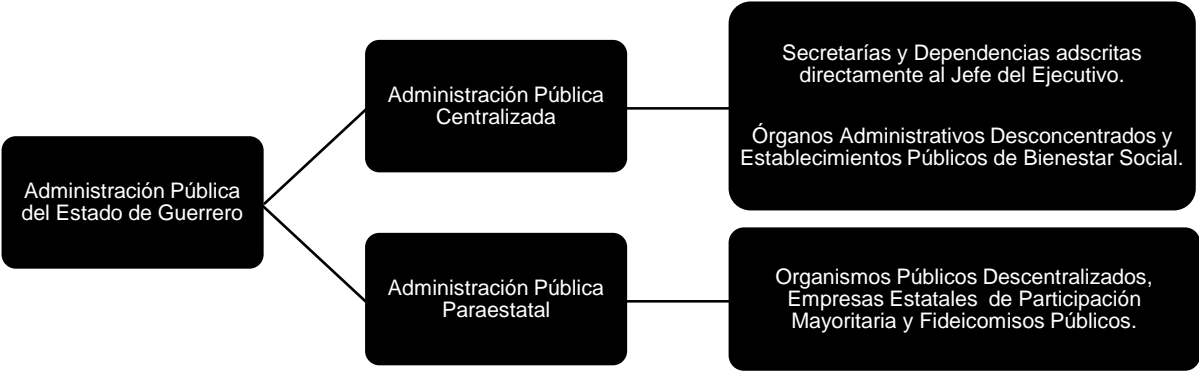 Administración Pública
del Estado de Guerrero
Administración Pública
Centralizada
Secretarías y Dependencias adscritas
directamente al Jefe del Ejecutivo.
Órganos Administrativos Desconcentrados y
Establecimientos Públicos de Bienestar Social.
Administración Pública
Paraestatal
Organismos Públicos Descentralizados,
Empresas Estatales de Participación
Mayoritaria y Fideicomisos Públicos.